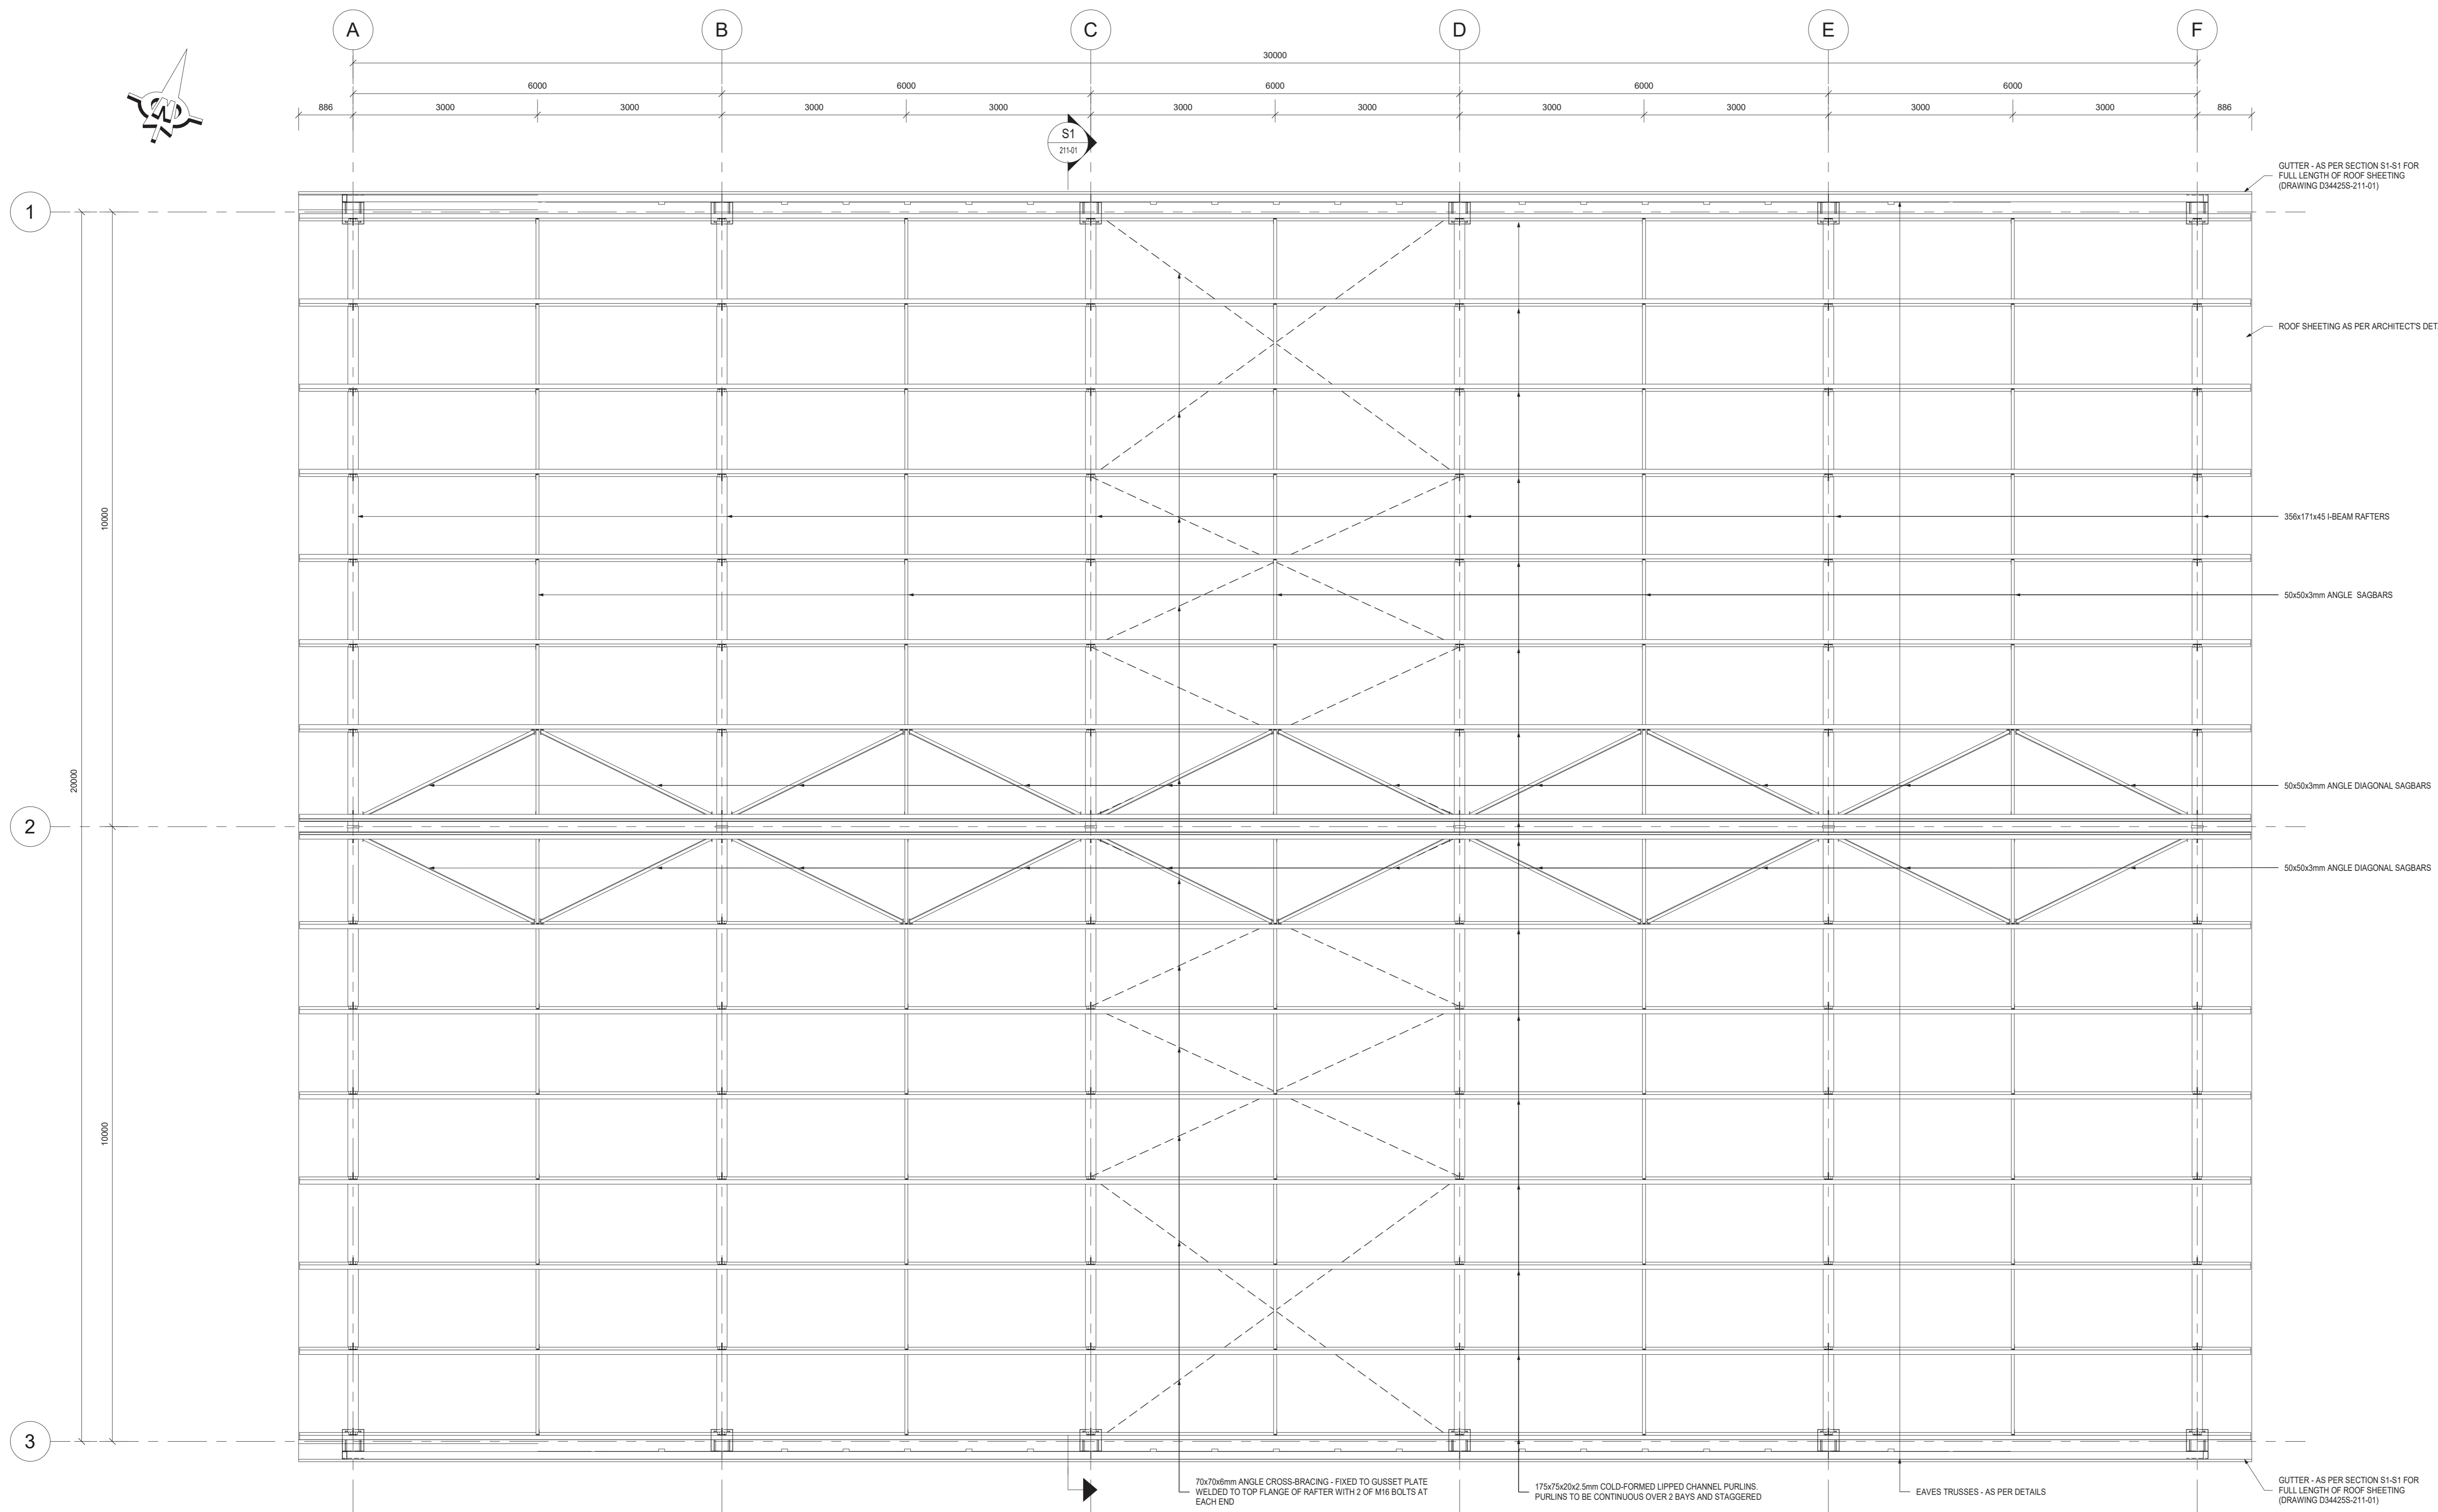 A
B
C
D
E
F
30000
6000
6000
6000
6000
6000
886
3000
3000
3000
3000
3000
3000
3000
3000
3000
3000
886
S1
211-01
GUTTER - AS PER SECTION S1-S1 FOR
FULL LENGTH OF ROOF SHEETING
(DRAWING D34425S-211-01)
1
ROOF SHEETING AS PER ARCHITECT'S DET
10000
356x171x45 I-BEAM RAFTERS
50x50x3mm ANGLE SAGBARS
20000
50x50x3mm ANGLE DIAGONAL SAGBARS
2
50x50x3mm ANGLE DIAGONAL SAGBARS
10000
3
70x70x6mm ANGLE CROSS-BRACING - FIXED TO GUSSET PLATE
WELDED TO TOP FLANGE OF RAFTER WITH 2 OF M16 BOLTS AT
EACH END
175x75x20x2.5mm COLD-FORMED LIPPED CHANNEL PURLINS.
PURLINS TO BE CONTINUOUS OVER 2 BAYS AND STAGGERED
EAVES TRUSSES - AS PER DETAILS
GUTTER - AS PER SECTION S1-S1 FOR
FULL LENGTH OF ROOF SHEETING
(DRAWING D34425S-211-01)